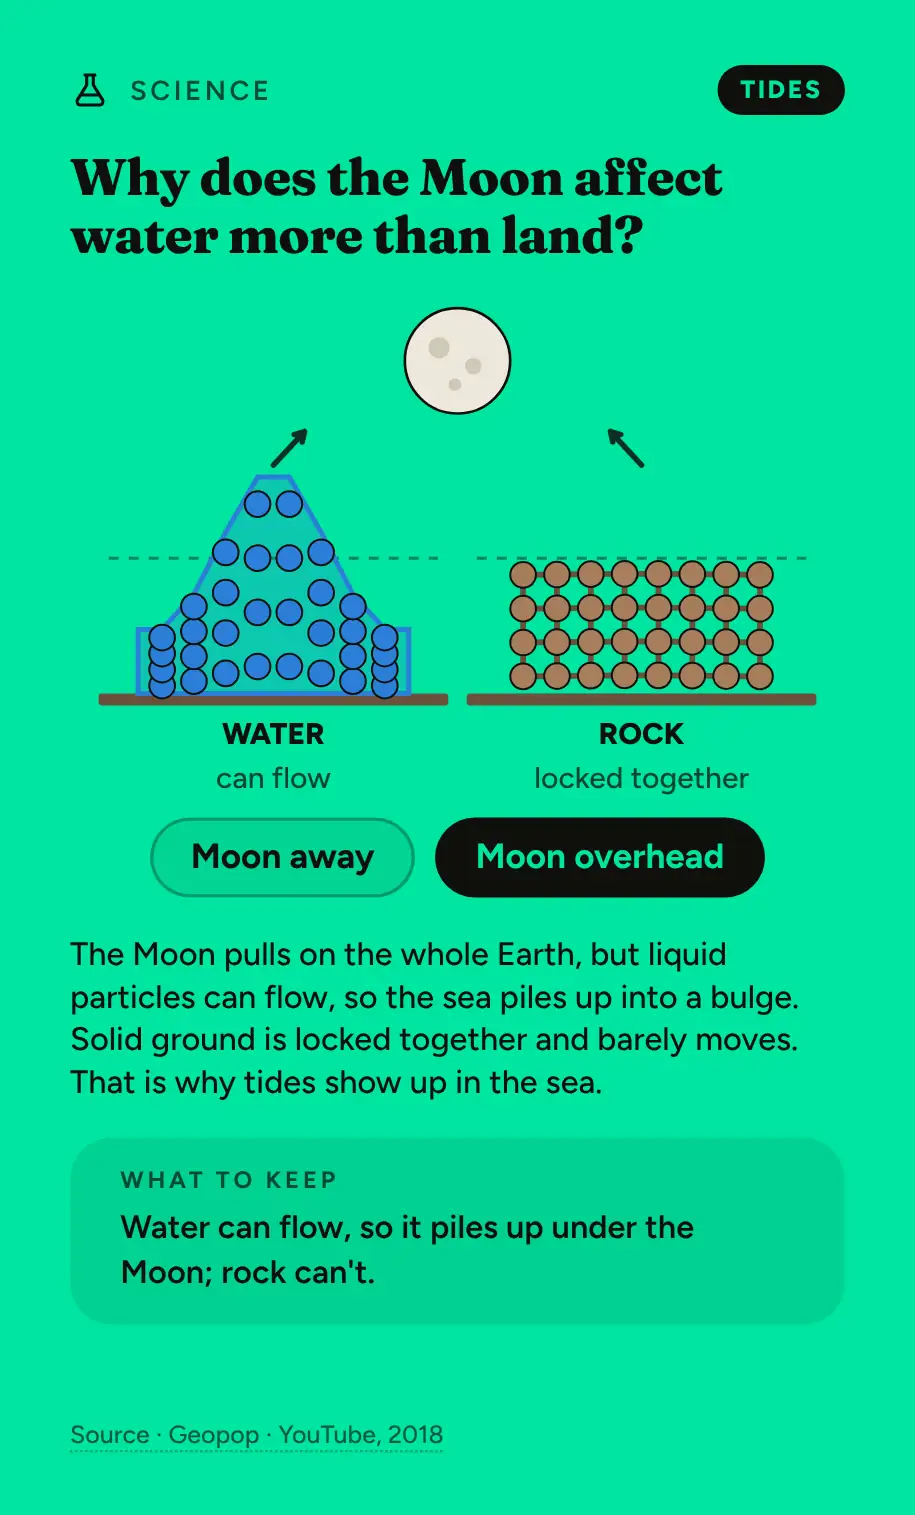 SCIENCE
TIDES
Why does the Moon affect
water more than land?
WATER
can flow
ROCK
locked together
Moon away
Moon overhead
The Moon pulls on the whole Earth, but liquid
particles can flow, so the sea piles up into a bulge.
Solid ground is locked together and barely moves.
That is why tides show up in the sea.
WHAT TO KEEP
Water can flow, so it piles up under the
Moon; rock can't.
Source · Geopop · YouTube, 2018